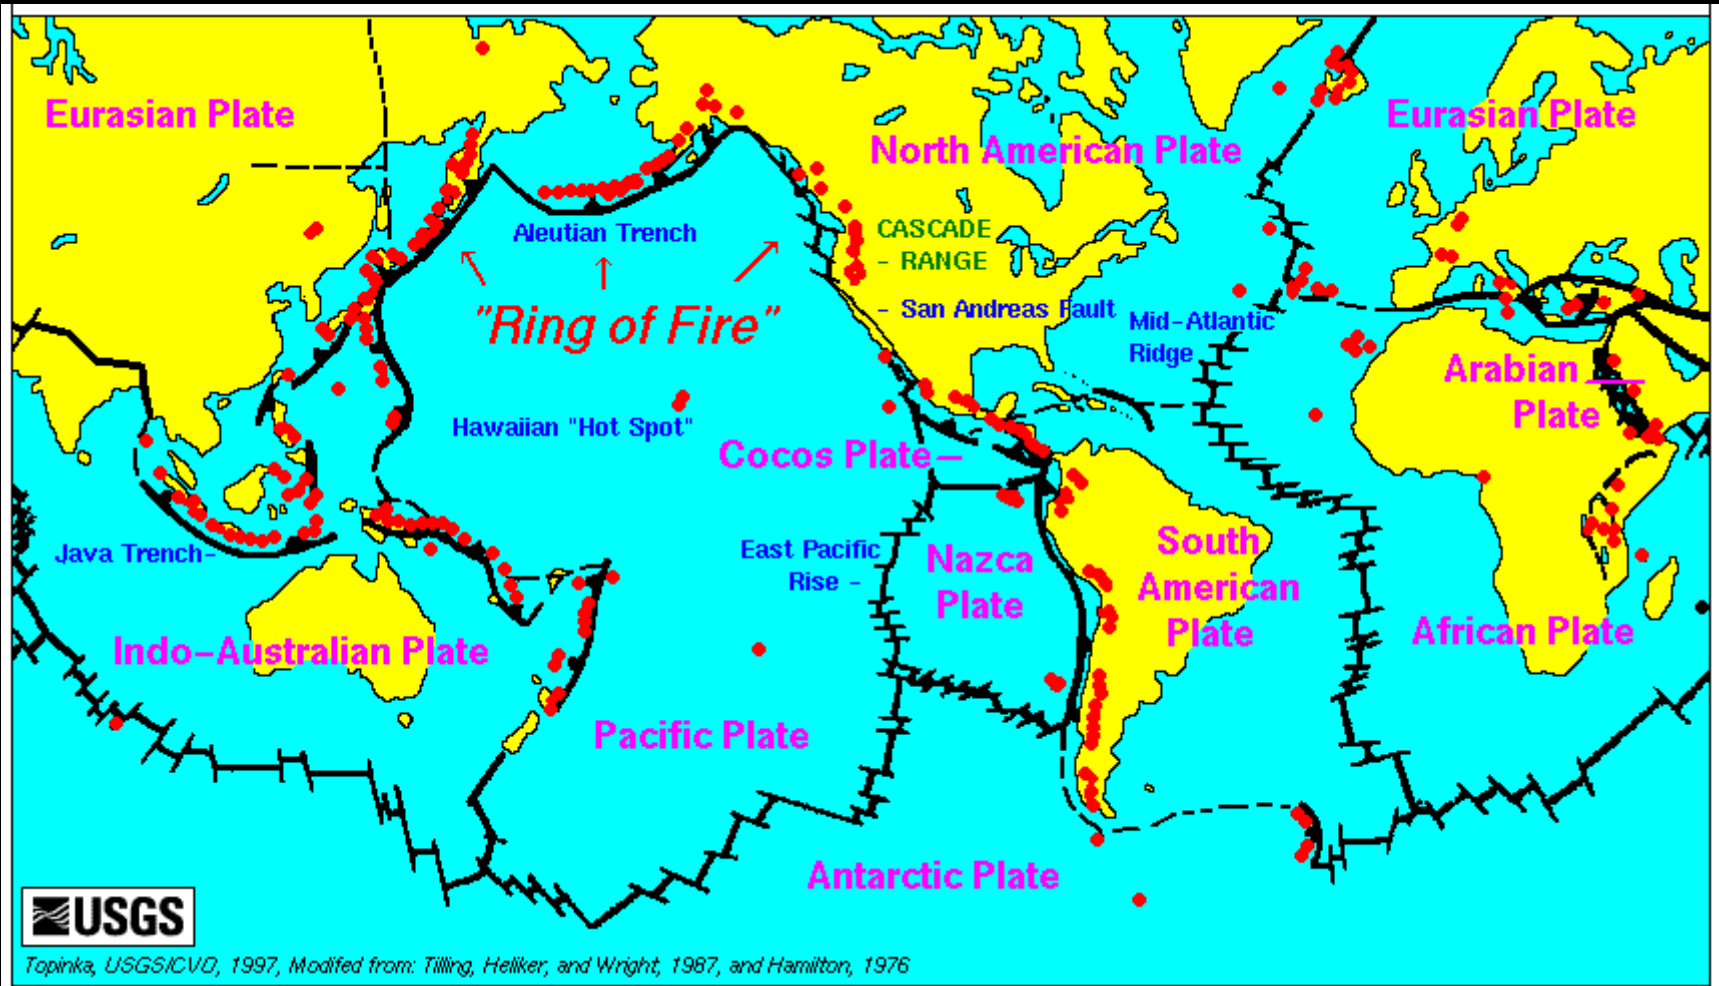 Eurasian Plate
Eurasian Plate
North American Plate
Aleutian Trench
CASCADE
- RANGE
"Ring of Fire"
- San Andreas Fault
Mid-Atlantic
Ridge
Arabian
Plate
Hawaiian "Hot Spot"
Cocos Plate
Java Trench-
East Pacific
Rise -
Nazca
Plate
South
American
Plate
African Plate
Indo-Australian Plate
Pacific Plate
Antarctic Plate
USGS
Topinka, USGS/CVO, 1997, Modifed from: Tilling, Heliker, and Wright, 1987, and Hamilton, 1976